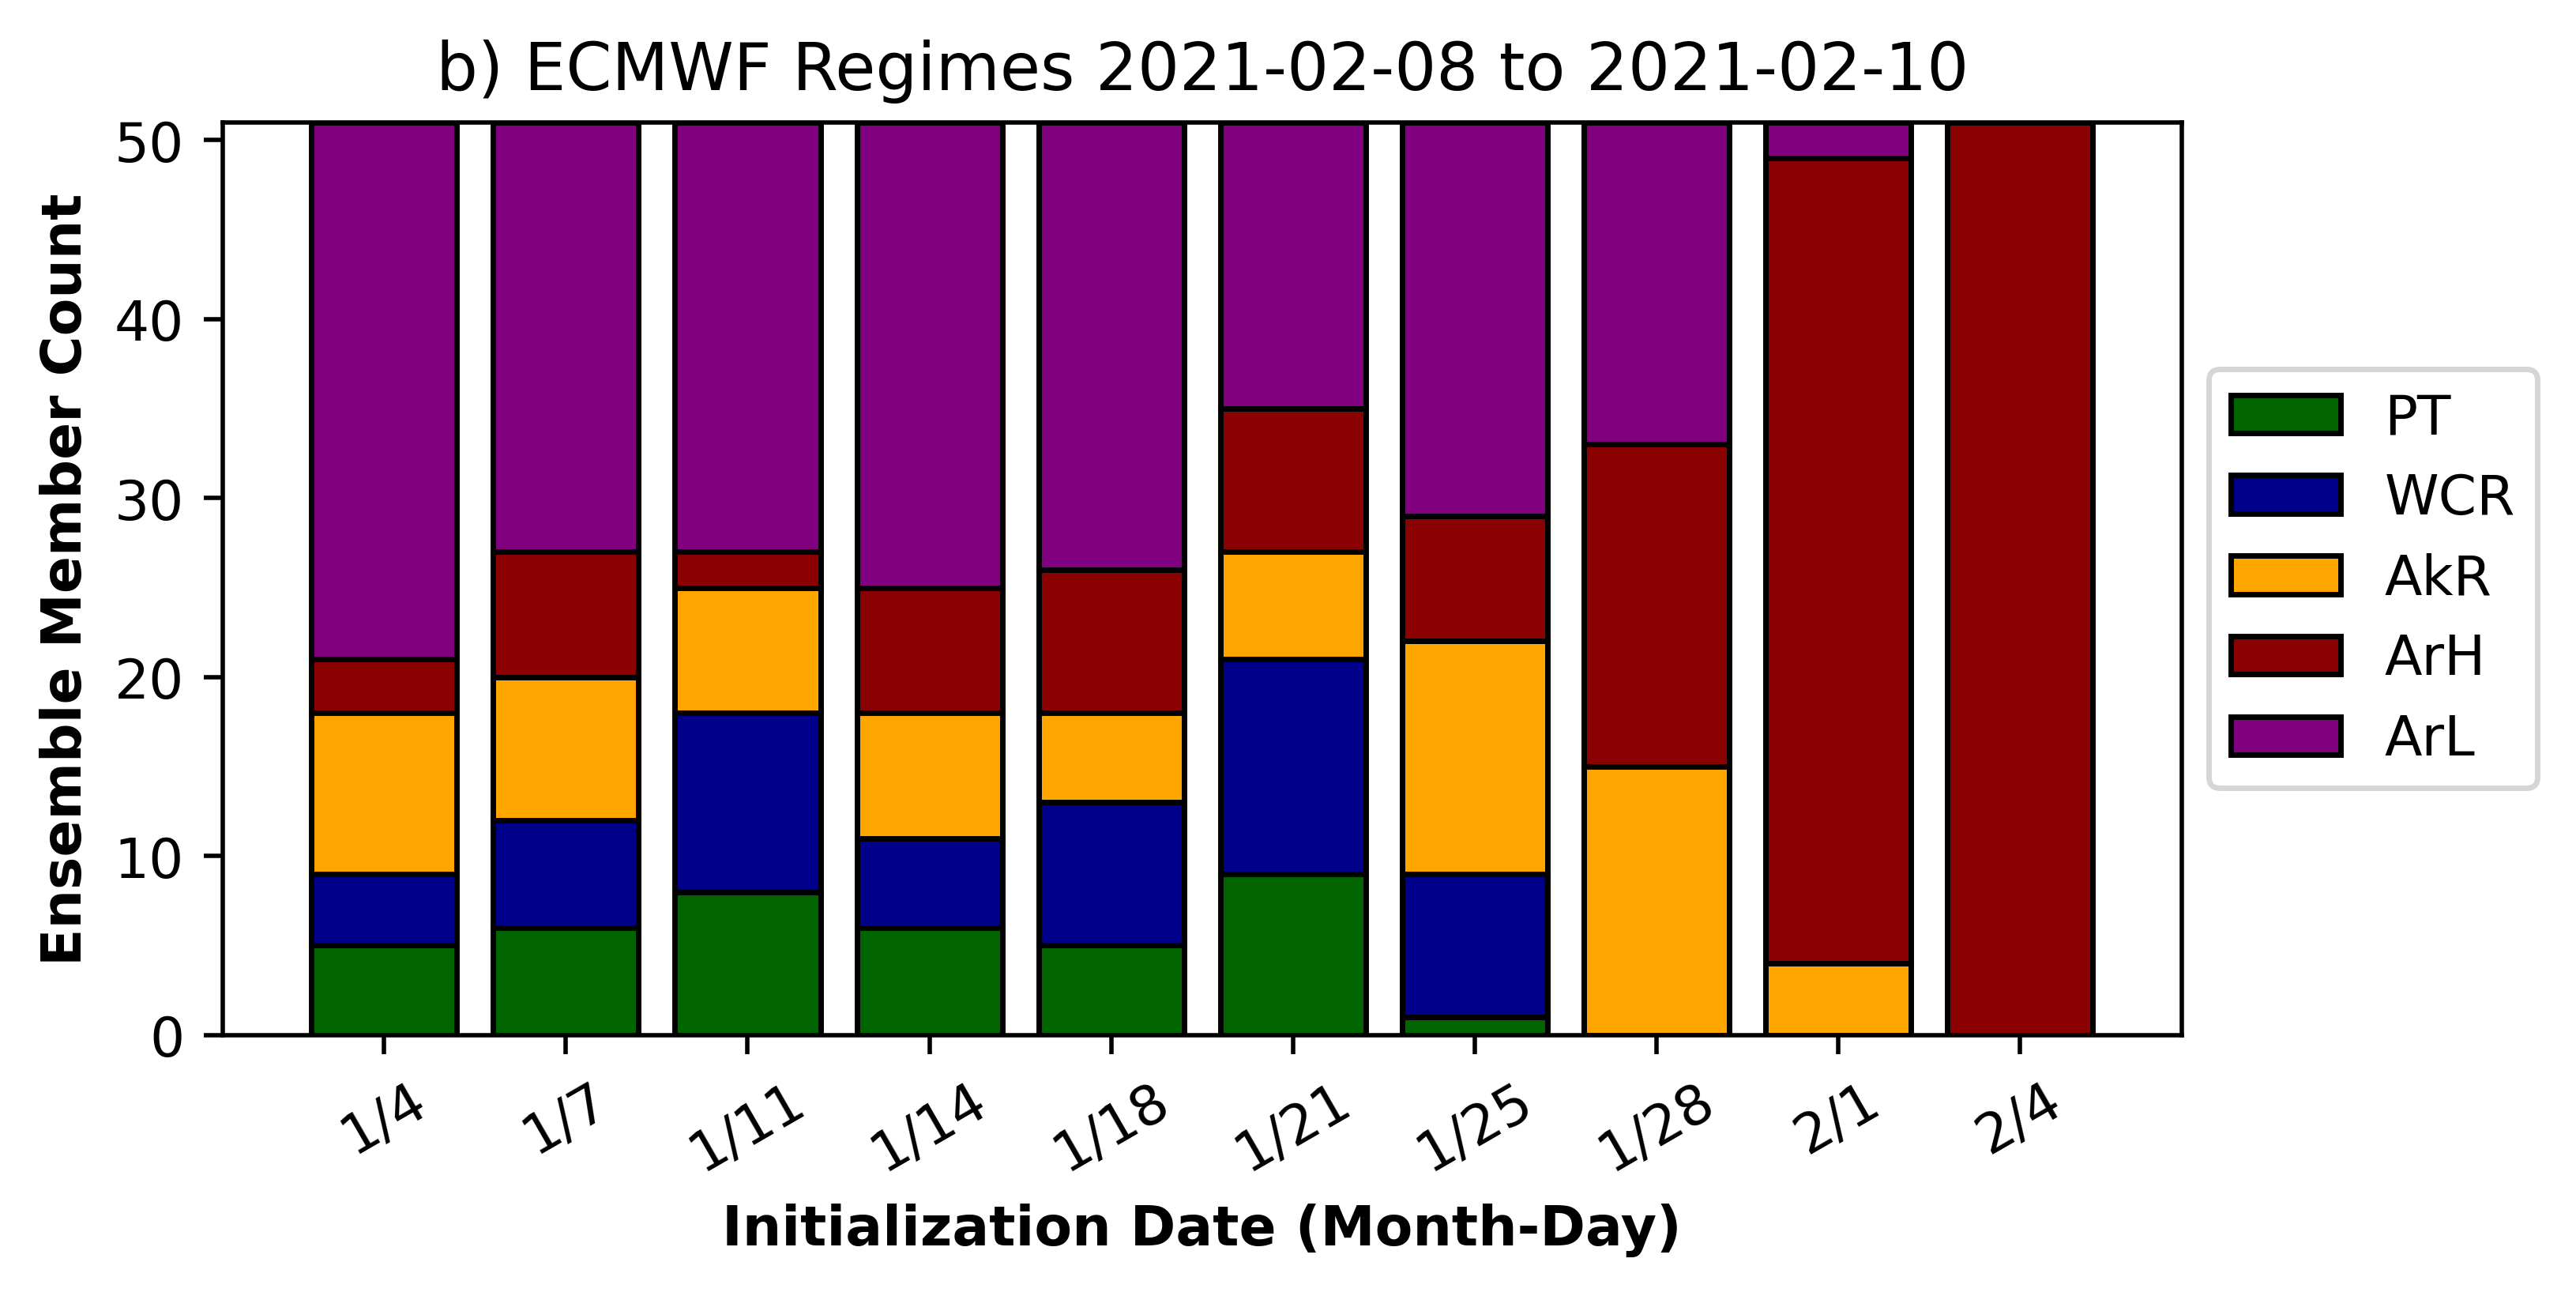 b) ECMWF Regimes 2021-02-08 to 2021-02-10
Ensemble Member Count
50
40
30
20
10
0
1/4
1/7
1/11
1/14
1/18
1/21
1/25
1/28
2/1
2/4
Initialization Date (Month-Day)
PT
WCR
AkR
ArH
ArL